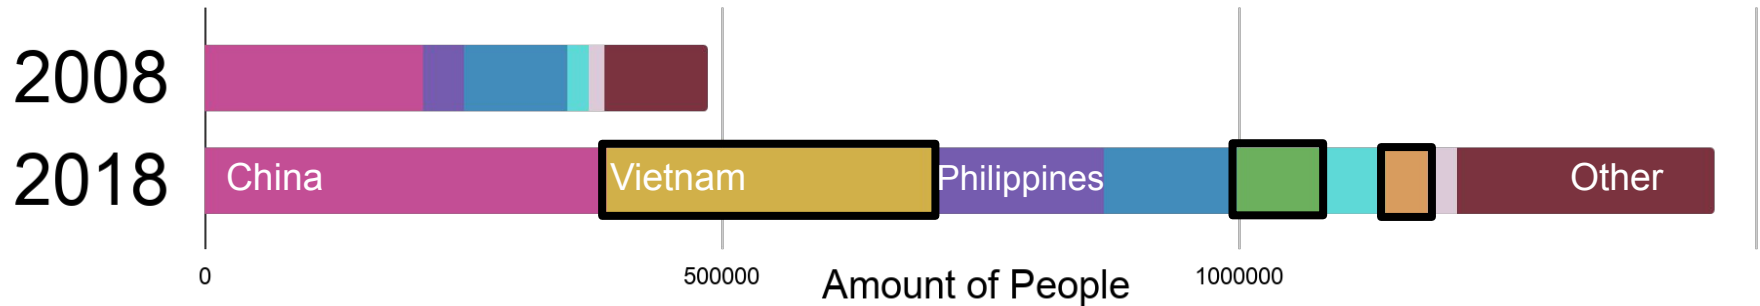 2008
2018
China
Vietnam
Philippines
Other
0
500000
1000000
Amount of People